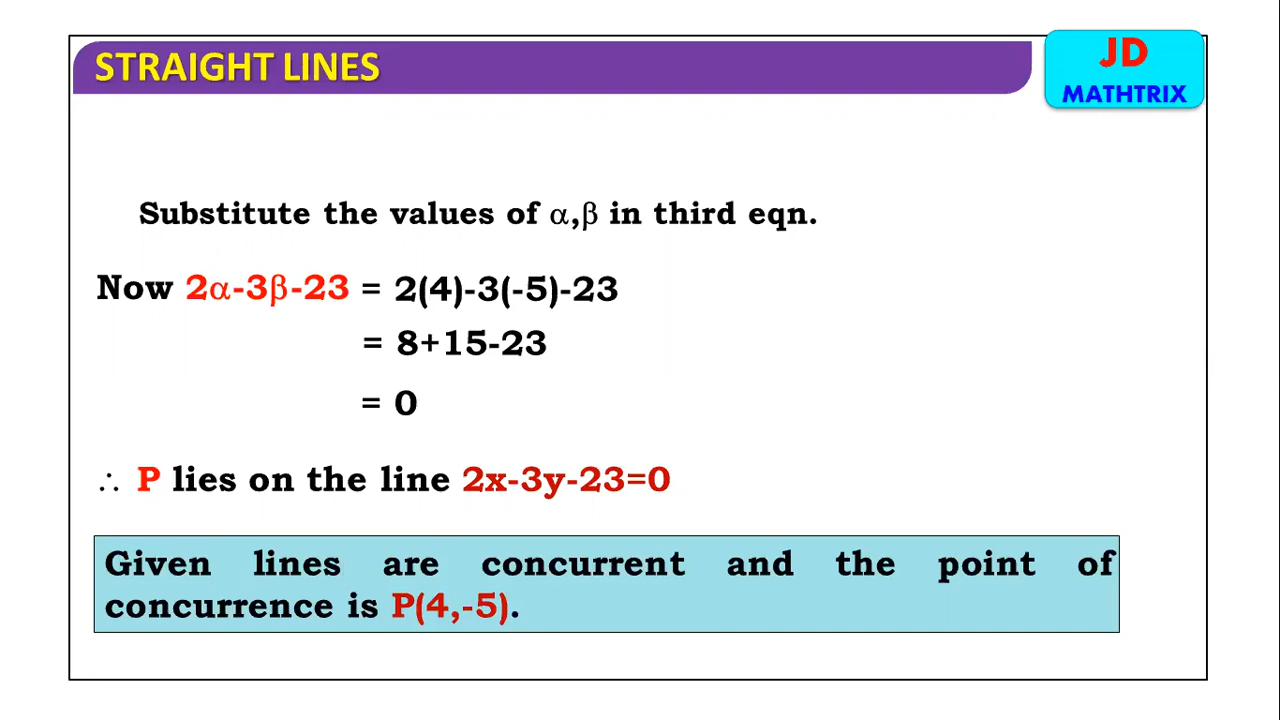 STRAIGHT LINES
JD
MATHTRIX
Substitute the values of α,β in third eqn.
Now 2α-3β-23 = 2(4)-3(-5)-23
= 8+15-23
= 0
∴ P lies on the line 2x-3y-23=0
Given lines are concurrent and the point of
concurrence is P(4,-5).